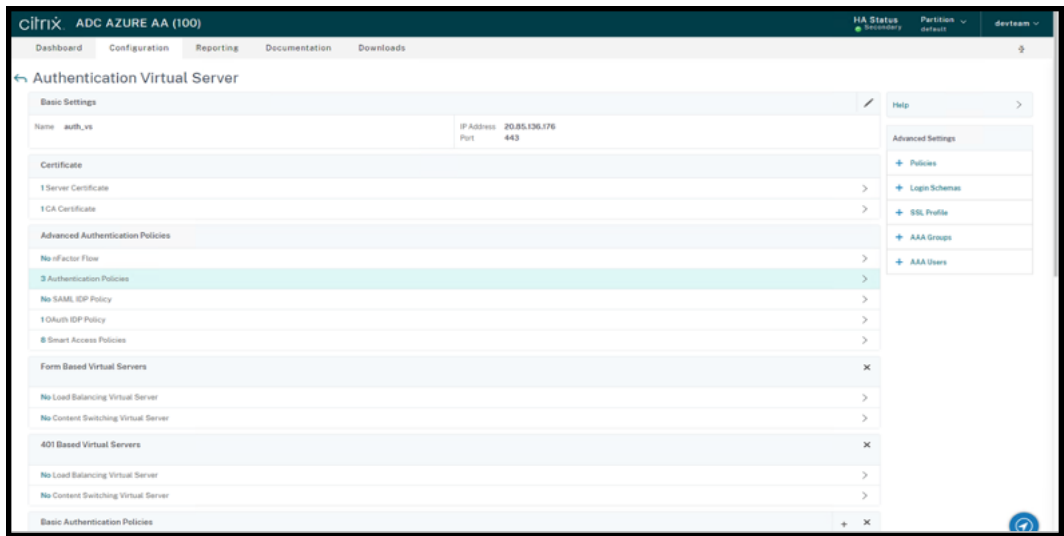 citrix. ADC AZURE AA (100)
HA Status
Secondary
Partition
default
devteam
Dashboard Configuration Reporting Documentation Downloads
Authentication Virtual Server
Basic Settings
Name auth_vs
IP Address 20.85.136.176
Port 443
Certificate
1 Server Certificate
1 CA Certificate
Advanced Authentication Policies
No nFactor Flow
3 Authentication Policies
No SAML IDP Policy
1 OAuth IDP Policy
8 Smart Access Policies
Form Based Virtual Servers
No Load Balancing Virtual Server
No Content Switching Virtual Server
401 Based Virtual Servers
No Load Balancing Virtual Server
No Content Switching Virtual Server
Basic Authentication Policies
Help
Advanced Settings
+ Policies
+ Login Schemas
+ SSL Profile
+ AAA Groups
+ AAA Users